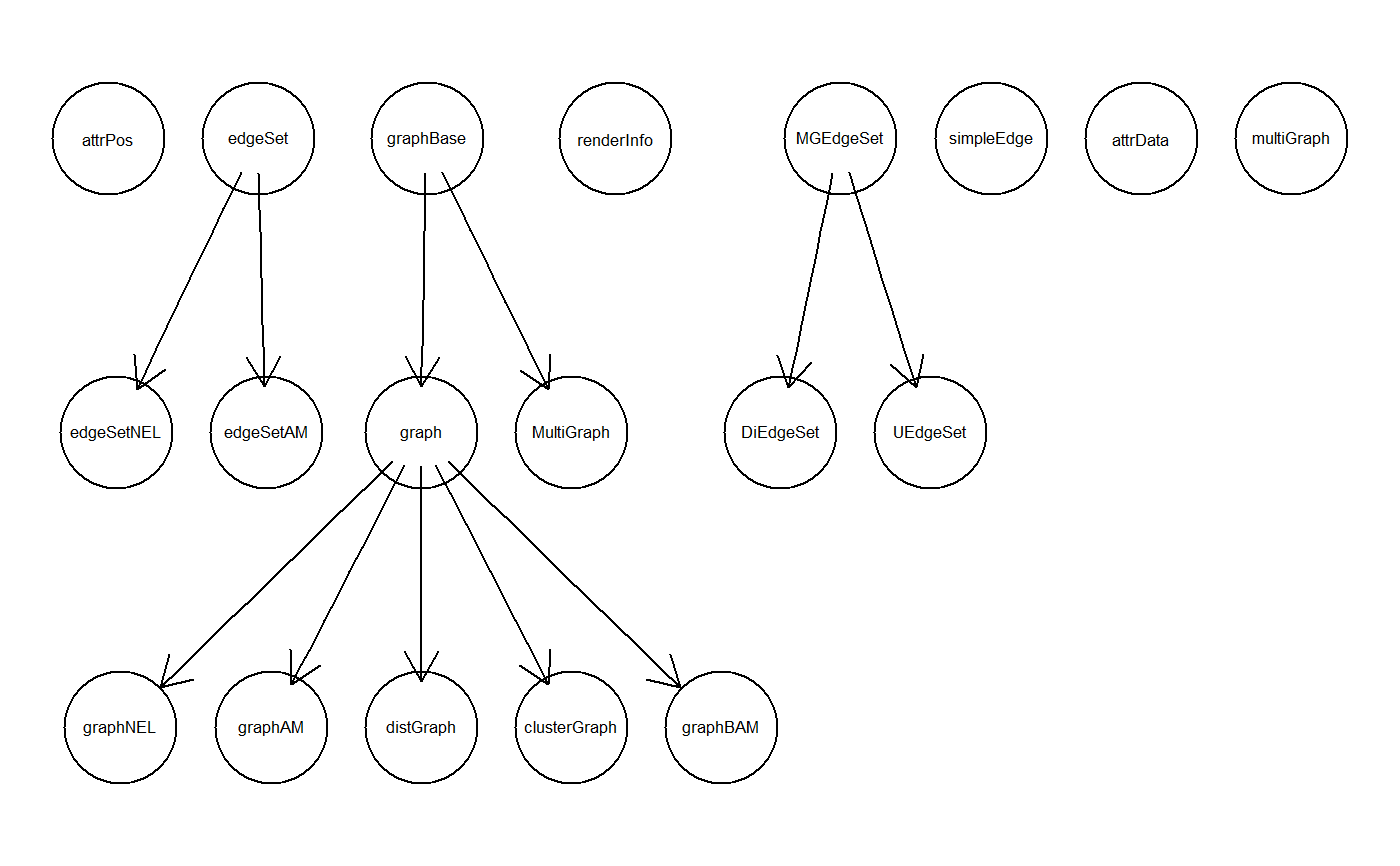 attrPos
edgeSet
graphBase
renderInfo
MGEdgeSet
simpleEdge
attrData
multiGraph
edgeSetNEL
edgeSetAM
graph
MultiGraph
DiEdgeSet
UEdgeSet
graphNEL
graphAM
distGraph
clusterGraph
graphBAM